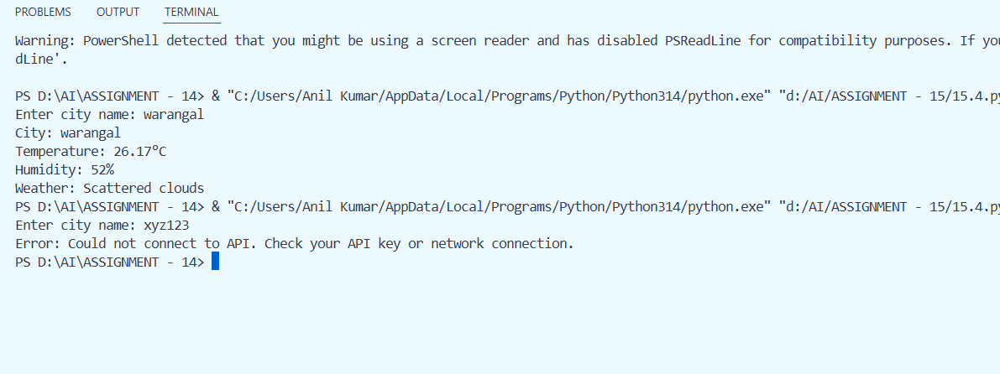 PROBLEMS OUTPUT TERMINAL
Warning: PowerShell detected that you might be using a screen reader and has disabled PSReadLine for compatibility purposes. If you
dLine'.
PS D:\AI\ASSIGNMENT - 14> & "C:/Users/Anil Kumar/AppData/Local/Programs/Python/Python314/python.exe" "d:/AI/ASSIGNMENT - 15/15.4.py
Enter city name: warangal
City: warangal
Temperature: 26.17°C
Humidity: 52%
Weather: Scattered clouds
PS D:\AI\ASSIGNMENT - 14> & "C:/Users/Anil Kumar/AppData/Local/Programs/Python/Python314/python.exe" "d:/AI/ASSIGNMENT - 15/15.4.py
Enter city name: xyz123
Error: Could not connect to API. Check your API key or network connection.
PS D:\AI\ASSIGNMENT - 14>